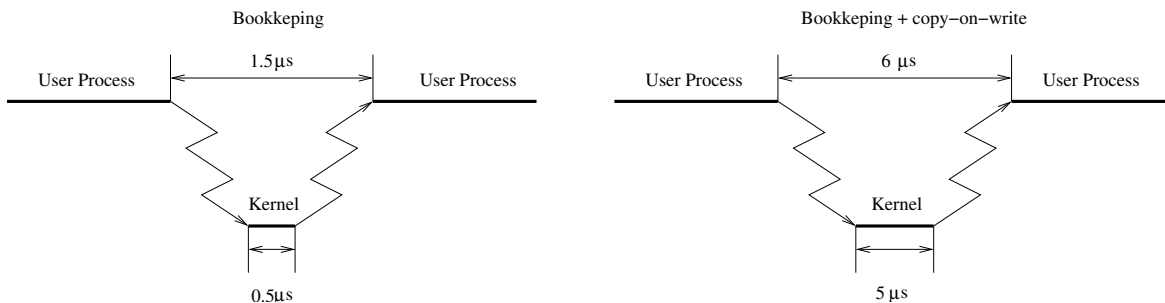 Bookkeping
1.5μs
User Process
User Process
Kernel
0.5μs
Bookkeping + copy−on−write
6 μs
User Process
User Process
Kernel
5 μs